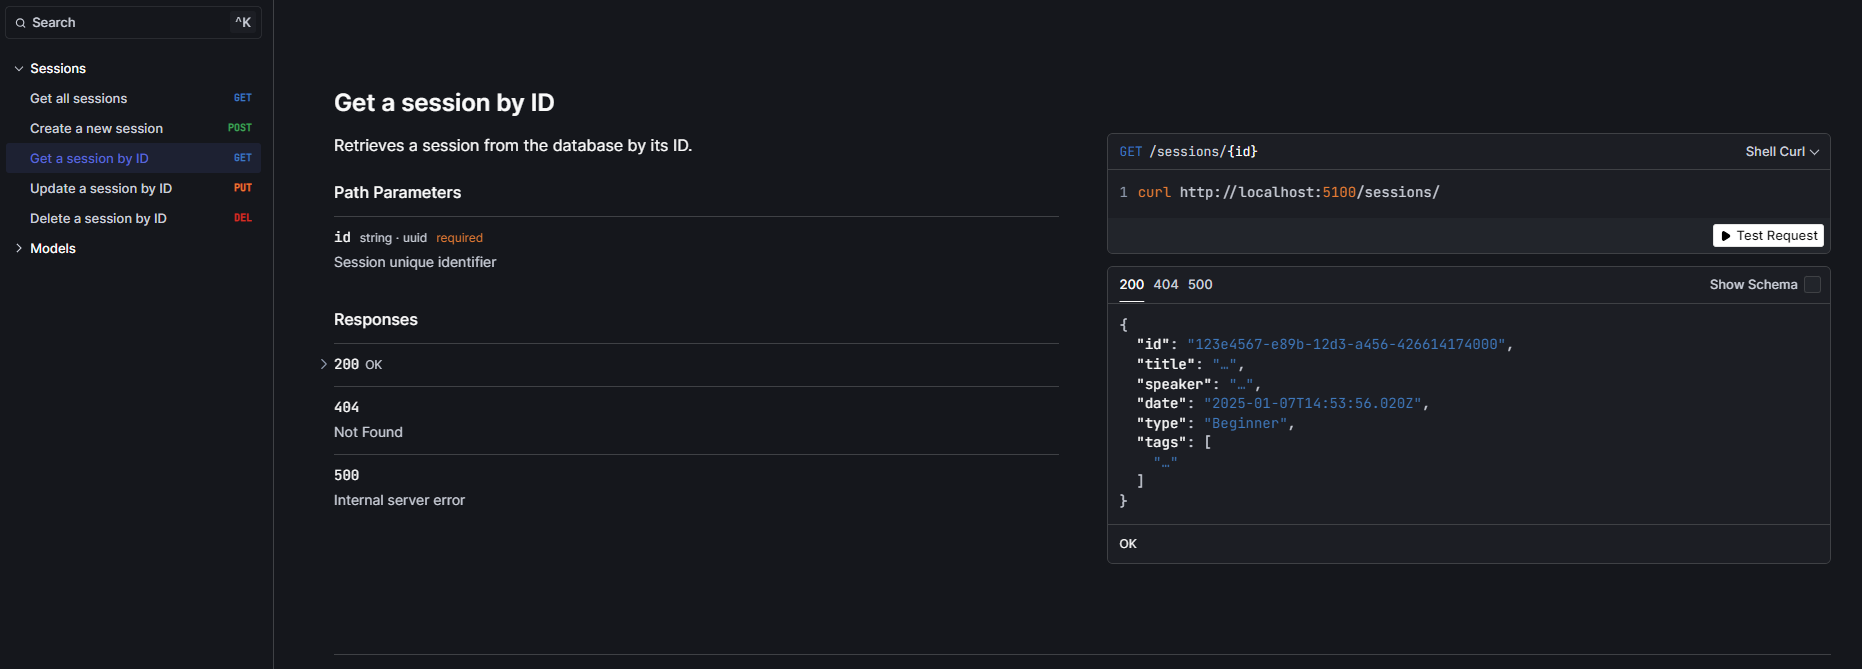 Search ^K
Sessions
Get all sessions GET
Create a new session POST
Get a session by ID GET
Update a session by ID PUT
Delete a session by ID DEL
Models
Get a session by ID
Retrieves a session from the database by its ID.
Path Parameters
id string · uuid required
Session unique identifier
Responses
200 OK
404
Not Found
500
Internal server error
GET /sessions/{id} Shell Curl
1 curl http://localhost:5100/sessions/
Test Request
200 404 500 Show Schema
{
"id": "123e4567-e89b-12d3-a456-426614174000",
"title": "…",
"speaker": "…",
"date": "2025-01-07T14:53:56.020Z",
"type": "Beginner",
"tags": [
"…"
]
}
OK